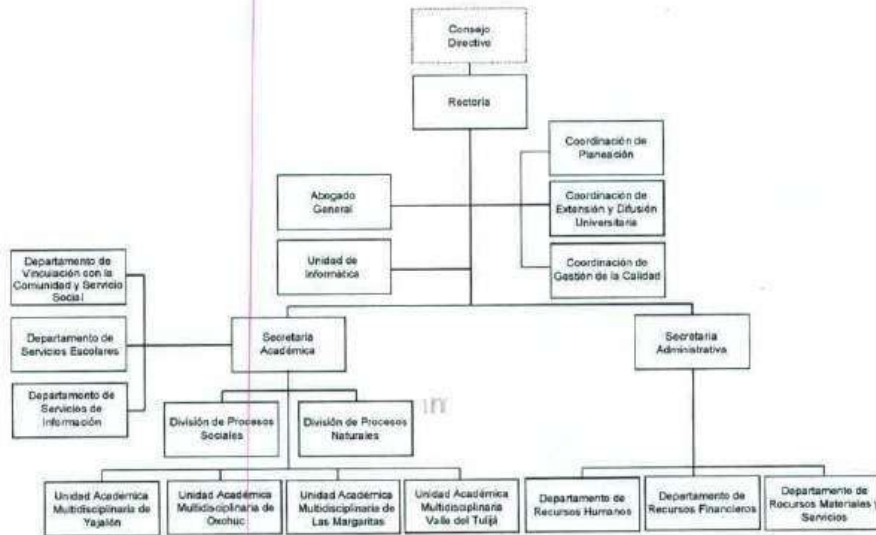 Consejo
Directivo
Rectoría
Coordinación de
Planeación
Abogado
General
Coordinación de
Extensión y Difusión
Universitaria
Unidad de
Informática
Coordinación de
Gestión de la Calidad
Departamento de
Vinculación con la
Comunidad y Servicio
Social
Departamento de
Servicios Escolares
Secretaría
Académica
Secretaria
Administrativa
Departamento de
Servicios de
Información
División de Procesos
Sociales
División de Procesos
Naturales
Unidad Académica
Multidisciplinaria de
Yajalón
Unidad Académica
Multidisciplinaria de
Oxchuc
Unidad Académica
Multidisciplinaria de
Las Margaritas
Unidad Académica
Multidisciplinaria
Valle del Tulijá
Departamento de
Recursos Humanos
Departamento de
Recursos Financieros
Departamento de
Recursos Materiales y
Servicios